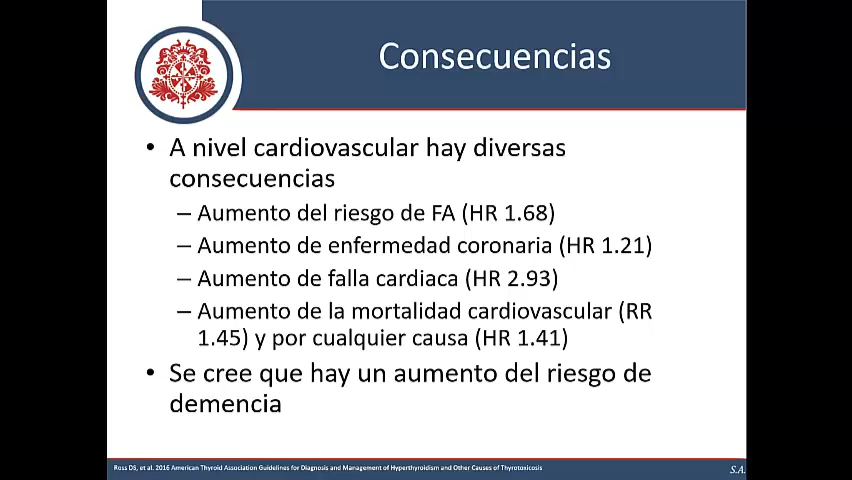 Consecuencias
• A nivel cardiovascular hay diversas
consecuencias
– Aumento del riesgo de FA (HR 1.68)
– Aumento de enfermedad coronaria (HR 1.21)
– Aumento de falla cardiaca (HR 2.93)
– Aumento de la mortalidad cardiovascular (RR
1.45) y por cualquier causa (HR 1.41)
• Se cree que hay un aumento del riesgo de
demencia
Ross DS, et al. 2016 American Thyroid Association Guidelines for Diagnosis and Management of Hyperthyroidism and Other Causes of Thyrotoxicosis
S.A.